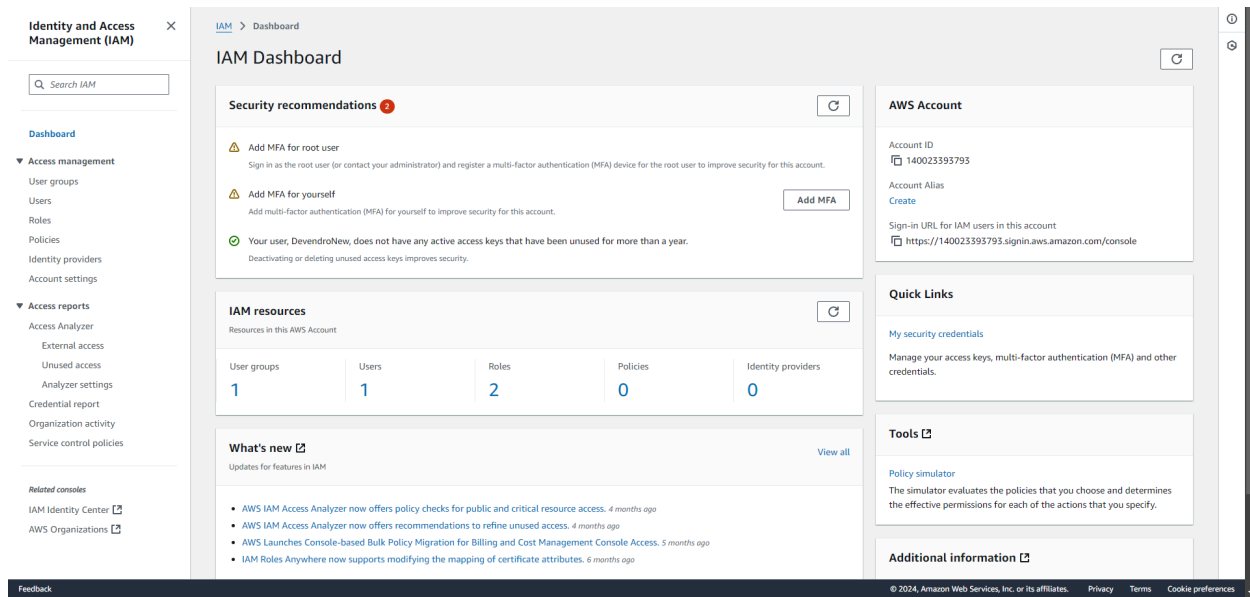 Identity and Access
Management (IAM)
Search IAM
Dashboard
Access management
User groups
Users
Roles
Policies
Identity providers
Account settings
Access reports
Access Analyzer
External access
Unused access
Analyzer settings
Credential report
Organization activity
Service control policies
Related consoles
IAM Identity Center
AWS Organizations
IAM > Dashboard
IAM Dashboard
Security recommendations 2
Add MFA for root user
Sign in as the root user (or contact your administrator) and register a multi-factor authentication (MFA) device for the root user to improve security for this account.
Add MFA for yourself
Add multi-factor authentication (MFA) for yourself to improve security for this account.
Add MFA
Your user, DevendroNew, does not have any active access keys that have been unused for more than a year.
Deactivating or deleting unused access keys improves security.
IAM resources
Resources in this AWS Account
User groups Users Roles Policies Identity providers
1 1 2 0 0
What's new
Updates for features in IAM
View all
AWS IAM Access Analyzer now offers policy checks for public and critical resource access. 4 months ago
AWS IAM Access Analyzer now offers recommendations to refine unused access. 4 months ago
AWS Launches Console-based Bulk Policy Migration for Billing and Cost Management Console Access. 5 months ago
IAM Roles Anywhere now supports modifying the mapping of certificate attributes. 6 months ago
AWS Account
Account ID
140023393793
Account Alias
Create
Sign-in URL for IAM users in this account
https://140023393793.signin.aws.amazon.com/console
Quick Links
My security credentials
Manage your access keys, multi-factor authentication (MFA) and other
credentials.
Tools
Policy simulator
The simulator evaluates the policies that you choose and determines
the effective permissions for each of the actions that you specify.
Additional information
Feedback
© 2024, Amazon Web Services, Inc. or its affiliates. Privacy Terms Cookie preferences